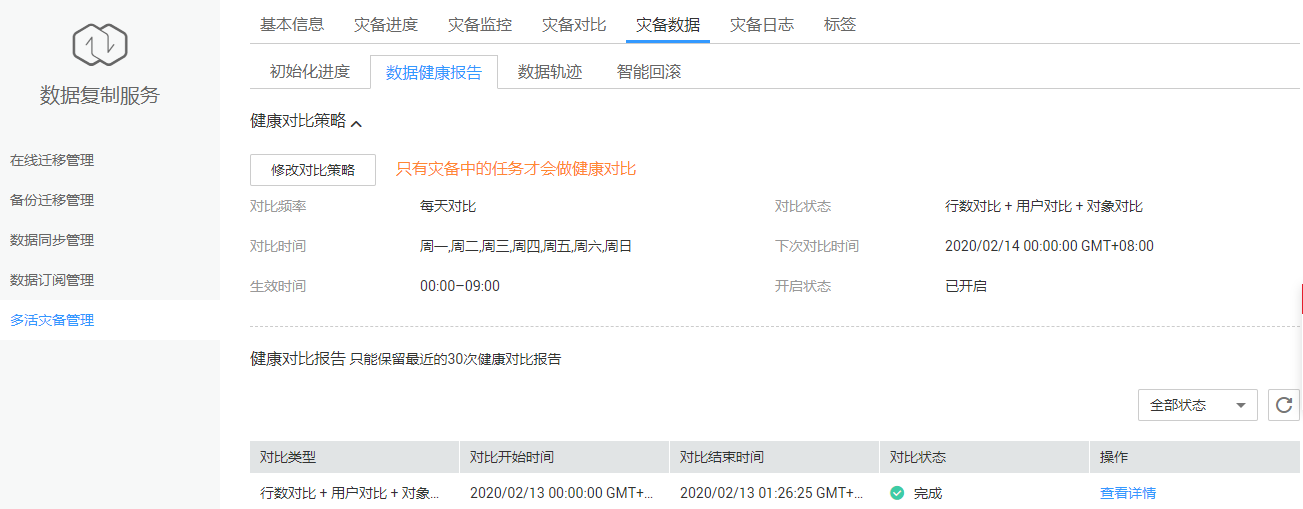 数据复制服务
在线迁移管理
备份迁移管理
数据同步管理
数据订阅管理
多活灾备管理
基本信息 灾备进度 灾备监控 灾备对比 灾备数据 灾备日志 标签
初始化进度 数据健康报告 数据轨迹 智能回滚
健康对比策略
修改对比策略 只有灾备中的任务才会做健康对比
对比频率 每天对比 对比状态 行数对比 + 用户对比 + 对象对比
对比时间 周一,周二,周三,周四,周五,周六,周日 下次对比时间 2020/02/14 00:00:00 GMT+08:00
生效时间 00:00–09:00 开启状态 已开启
健康对比报告 只能保留最近的30次健康对比报告
全部状态
对比类型 对比开始时间 对比结束时间 对比状态 操作
行数对比 + 用户对比 + 对象... 2020/02/13 00:00:00 GMT+... 2020/02/13 01:26:25 GMT+... 完成 查看详情